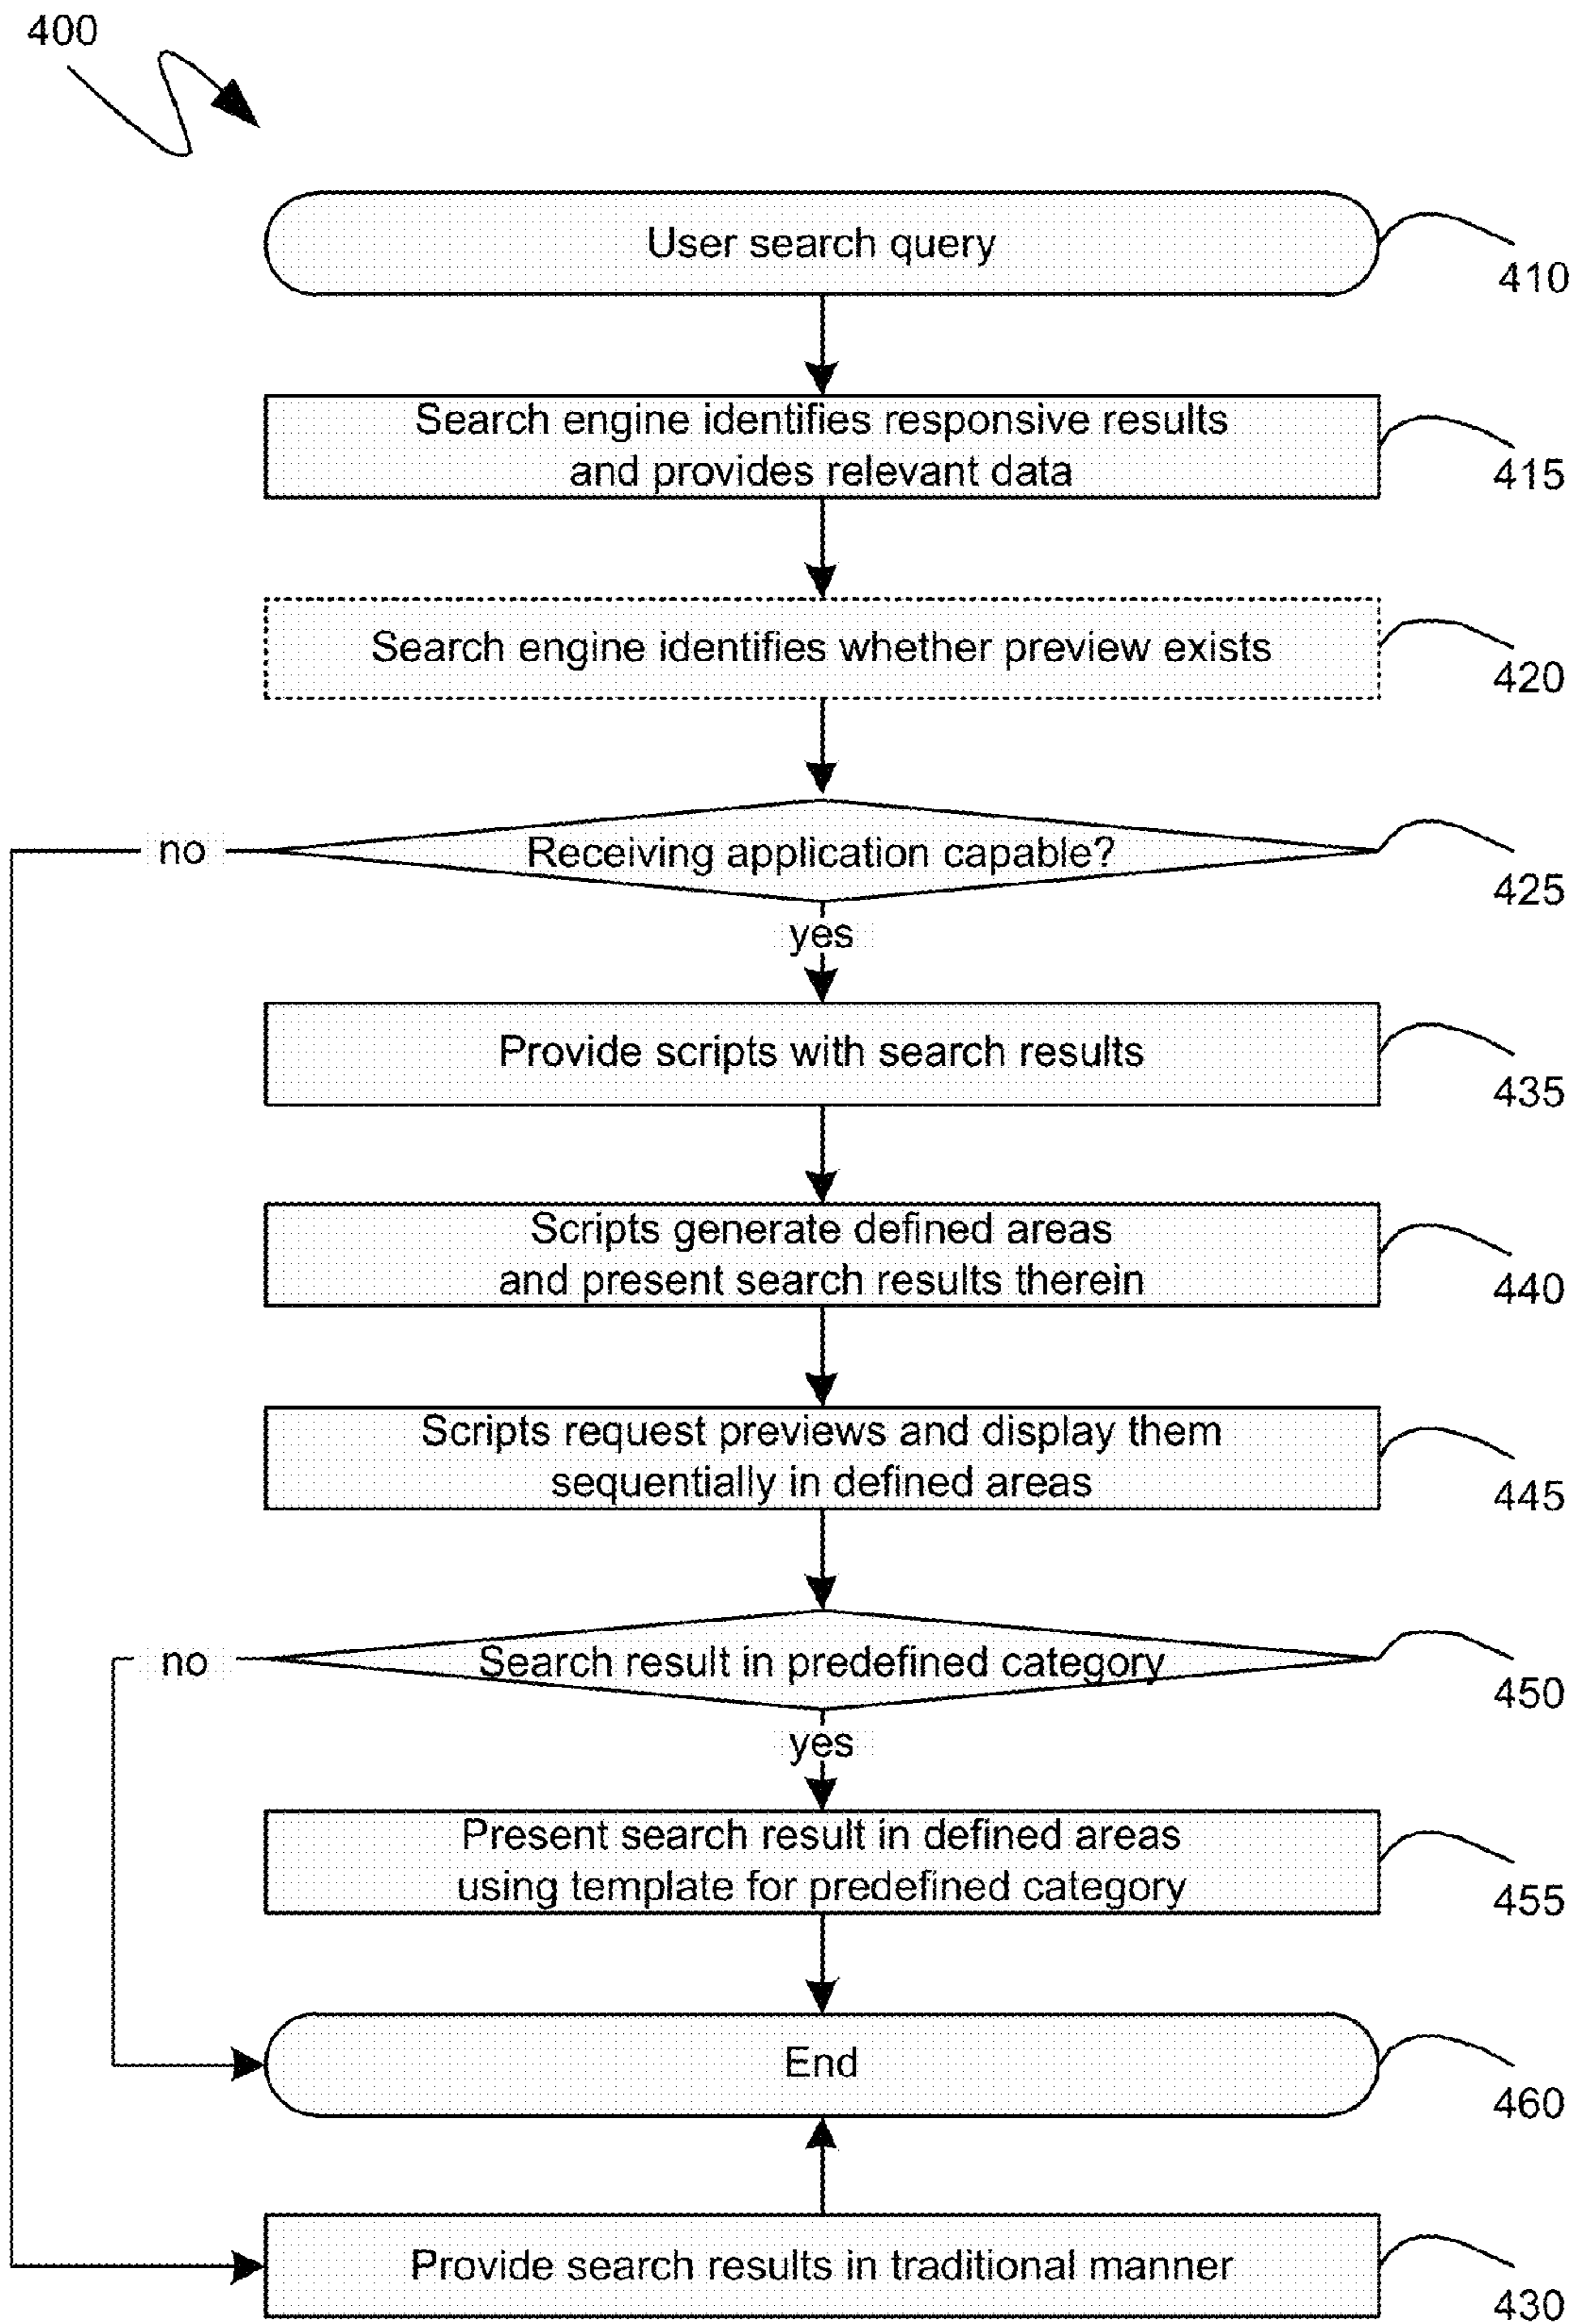 400
User search query
410
Search engine identifies responsive results
and provides relevant data
415
Search engine identifies whether preview exists
420
no
Receiving application capable?
425
yes
Provide scripts with search results
435
Scripts generate defined areas
and present search results therein
440
Scripts request previews and display them
sequentially in defined areas
445
no
Search result in predefined category
450
yes
Present search result in defined areas
using template for predefined category
455
End
460
Provide search results in traditional manner
430